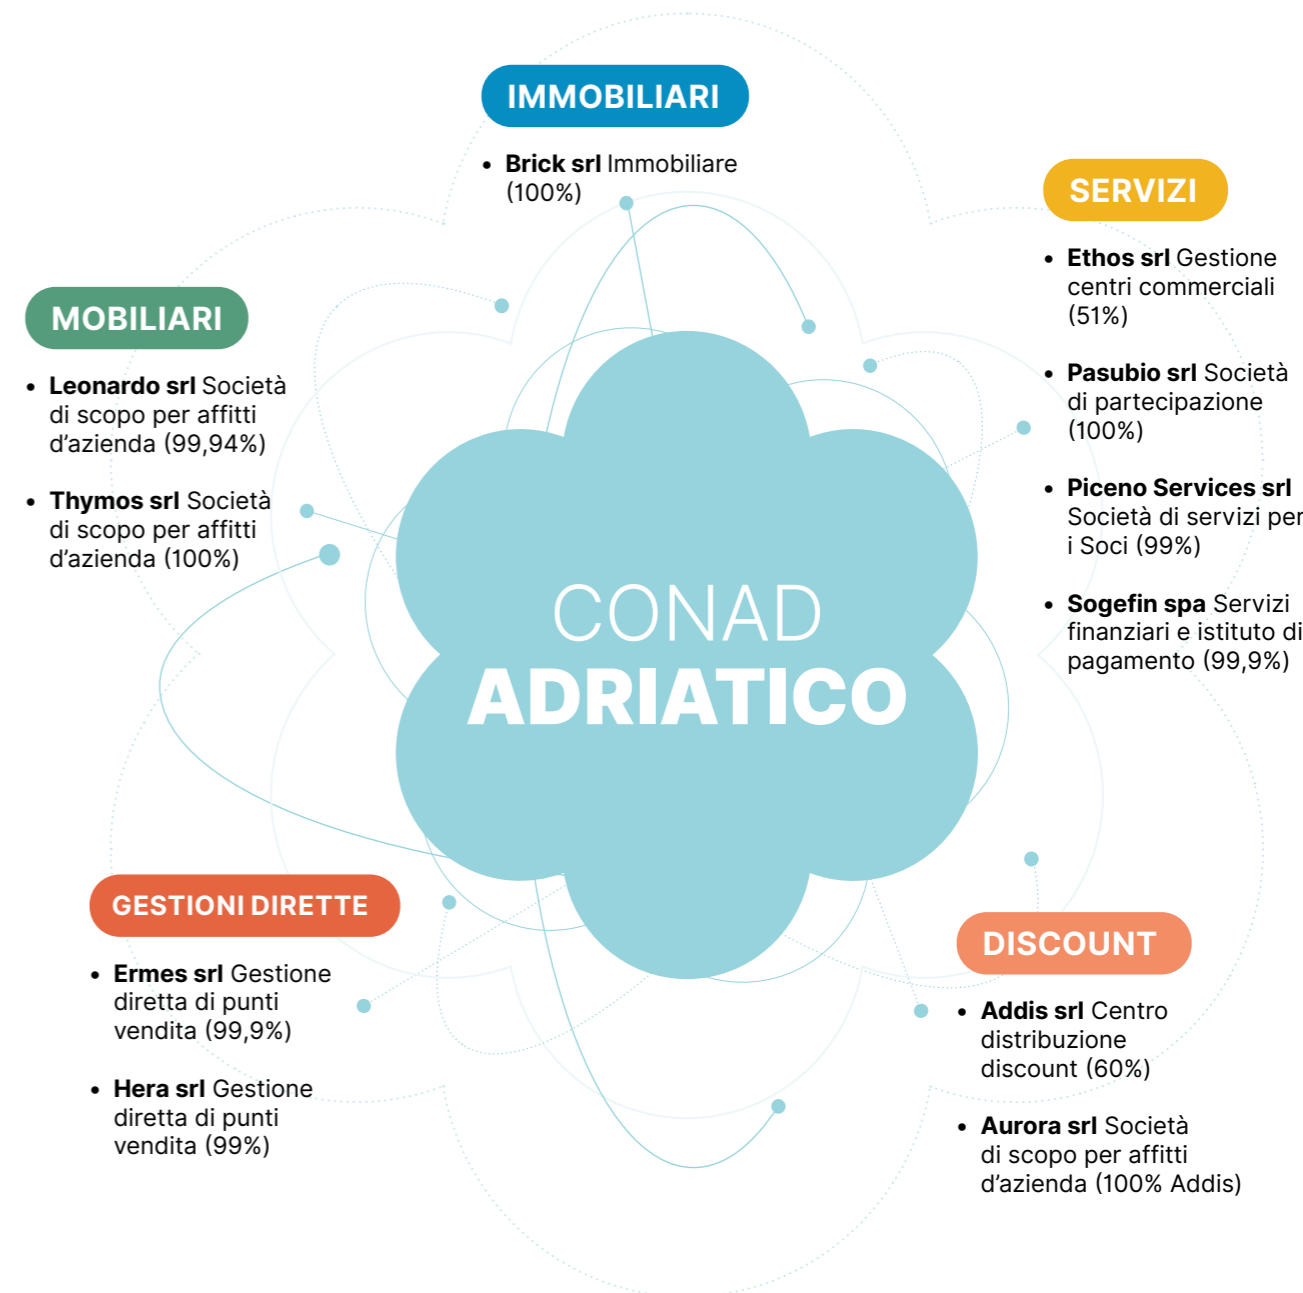 IMMOBILIARI
• Brick srl Immobiliare
(100%)
SERVIZI
• Ethos srl Gestione
centri commerciali
(51%)
• Pasubio srl Società
di partecipazione
(100%)
• Piceno Services srl
Società di servizi per
i Soci (99%)
• Sogefin spa Servizi
finanziari e istituto di
pagamento (99,9%)
MOBILIARI
• Leonardo srl Società
di scopo per affitti
d’azienda (99,94%)
• Thymos srl Società
di scopo per affitti
d’azienda (100%)
CONAD
ADRIATICO
GESTIONI DIRETTE
• Ermes srl Gestione
diretta di punti
vendita (99,9%)
• Hera srl Gestione
diretta di punti
vendita (99%)
DISCOUNT
• Addis srl Centro
distribuzione
discount (60%)
• Aurora srl Società
di scopo per affitti
d’azienda (100% Addis)